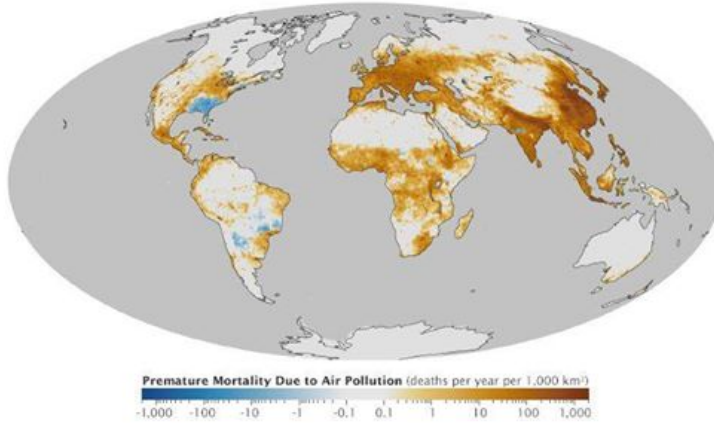 Premature Mortality Due to Air Pollution (deaths per year per 1,000 km²)
-1,000 -100 -10 -1 -0.1 0.1 1 10 100 1,000